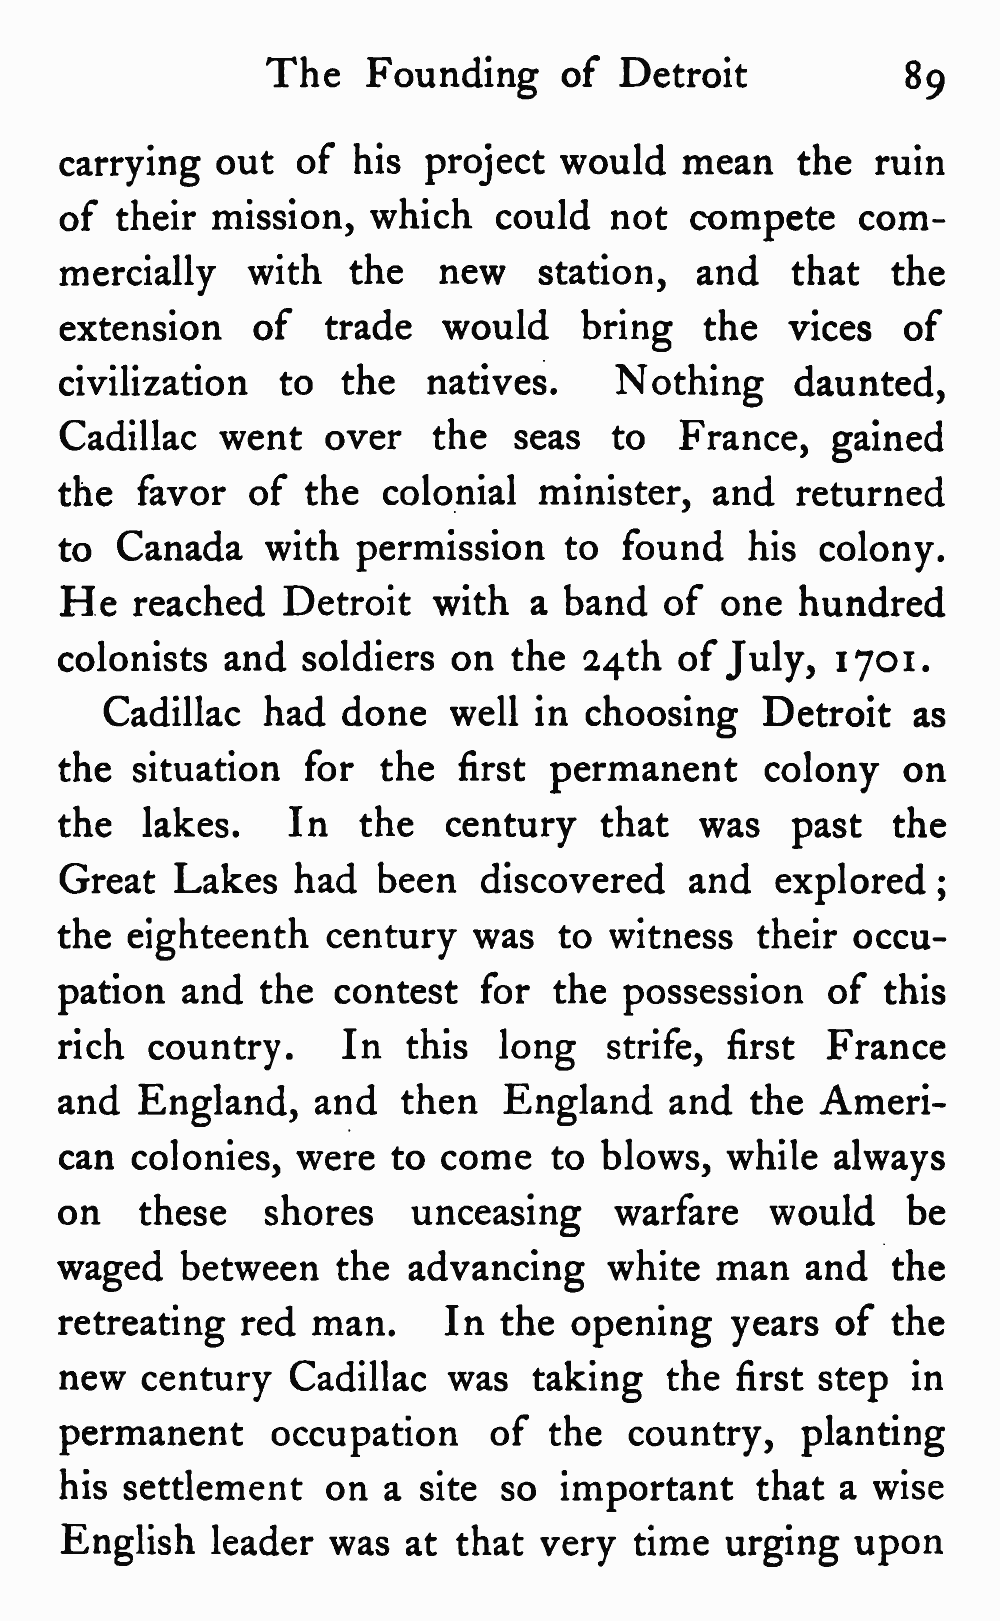 The Founding of Detroit 89
carrying out of his project would mean the ruin
of their mission, which could not compete com-
mercially with the new station, and that the
extension of trade would bring the vices of
civilization to the natives. Nothing daunted,
Cadillac went over the seas to France, gained
the favor of the colonial minister, and returned
to Canada with permission to found his colony.
He reached Detroit with a band of one hundred
colonists and soldiers on the 24th of July, 1701.
Cadillac had done well in choosing Detroit as
the situation for the first permanent colony on
the lakes. In the century that was past the
Great Lakes had been discovered and explored ;
the eighteenth century was to witness their occu-
pation and the contest for the possession of this
rich country. In this long strife, first France
and England, and then England and the Ameri-
can colonies, were to come to blows, while always
on these shores unceasing warfare would be
waged between the advancing white man and the
retreating red man. In the opening years of the
new century Cadillac was taking the first step in
permanent occupation of the country, planting
his settlement on a site so important that a wise
English leader was at that very time urging upon